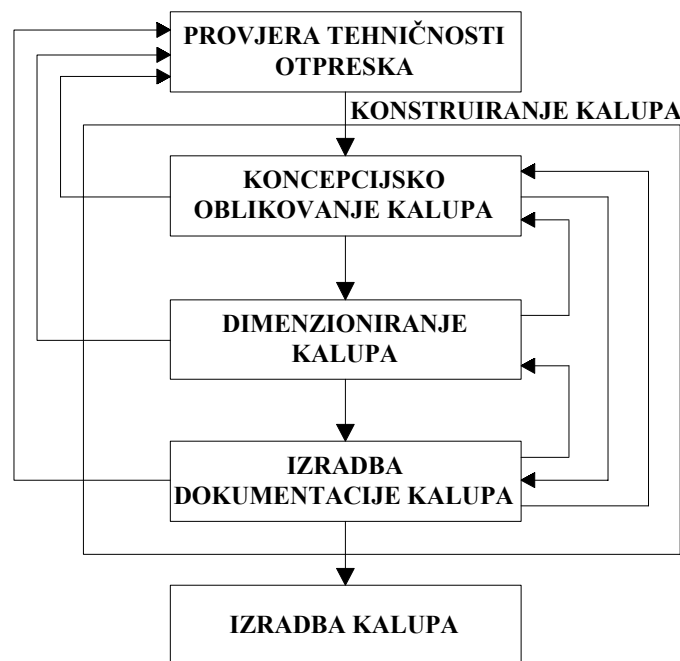 PROVJERA TEHNIČNOSTI
OTPRESKA
KONSTRUIRANJE KALUPA
KONCEPCIJSKO
OBLIKOVANJE KALUPA
DIMENZIONIRANJE
KALUPA
IZRADBA
DOKUMENTACIJE KALUPA
IZRADBA KALUPA